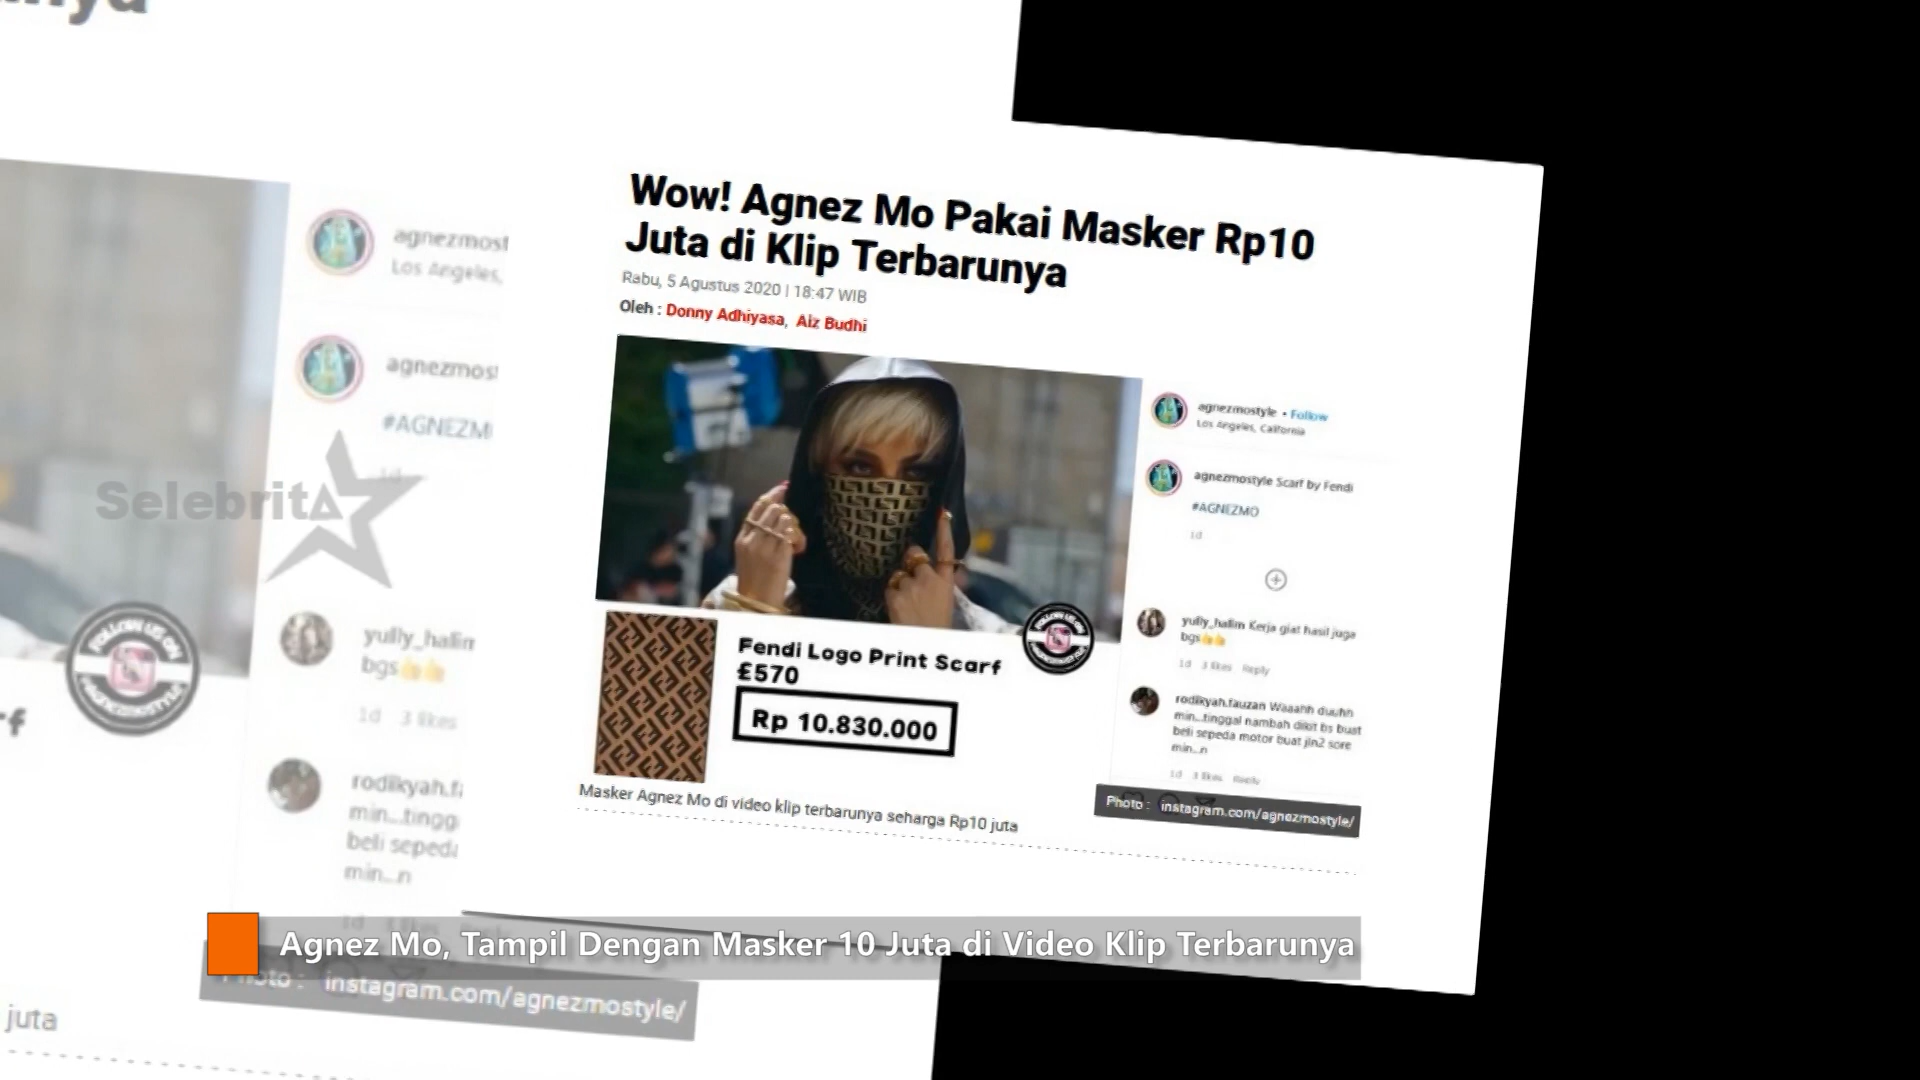 Wow! Agnez Mo Pakai Masker Rp10
Juta di Klip Terbarunya
Rabu, 5 Agustus 2020 | 18:47 WIB
Oleh : Donny Adhiyasa, Aiz Budhi
agnezmostyle • Follow
Los Angeles, California
agnezmostyle Scarf by Fendi
#AGNEZMO
1d
yully_halim Kerja giat hasil juga
bgs👍👍
1d 3 likes Reply
rodikyah.fauzan Waaahh duuhh
min...tinggal nambah dikit bs buat
beli sepeda motor buat jln2 sore
min...n
1d 3 likes Reply
Fendi Logo Print Scarf
£570
Rp 10.830.000
Photo : instagram.com/agnezmostyle/
Masker Agnez Mo di video klip terbarunya seharga Rp10 juta
agnezmost
Los Angeles,
agnezmos
#AGNEZM
1d
Selebrita
yully_halim
bgs👍👍
1d 3 likes
rodikyah.f
min...tingg
beli seped
min...n
Agnez Mo, Tampil Dengan Masker 10 Juta di Video Klip Terbarunya
Photo : instagram.com/agnezmostyle/
juta